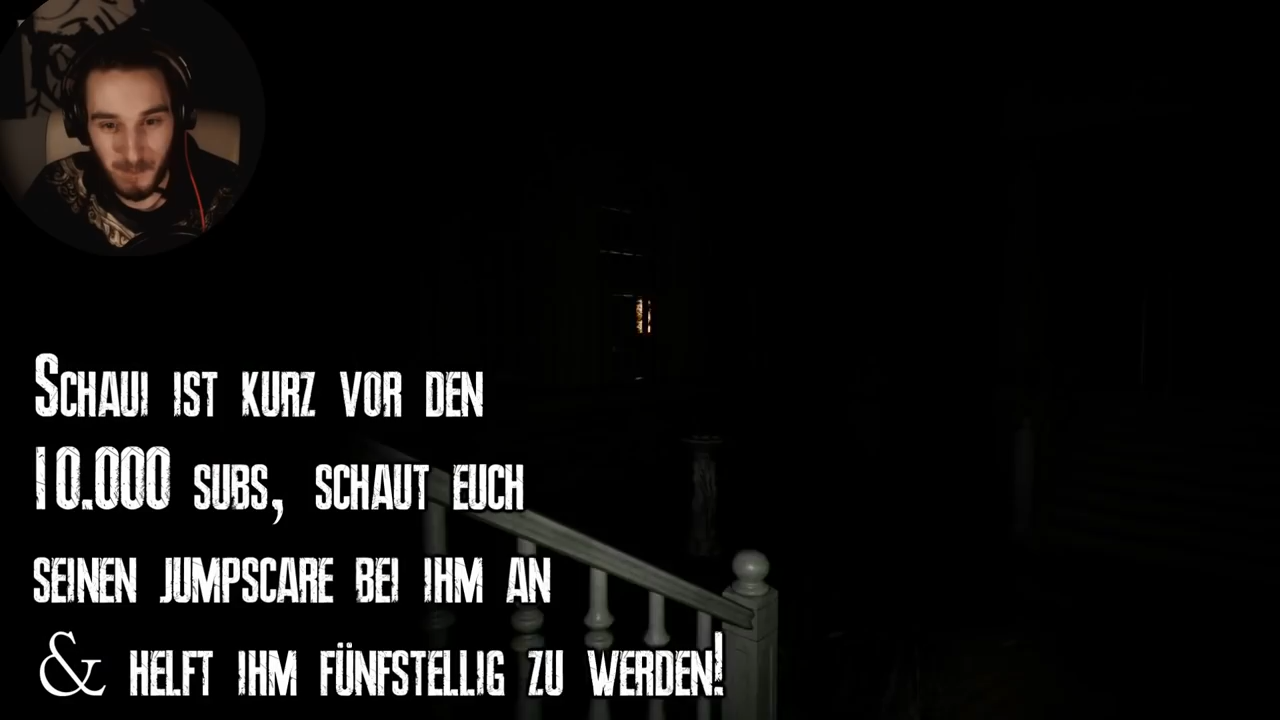 Schaui ist kurz vor den
10.000 subs, schaut euch
seinen jumpscare bei ihm an
& helft ihm fünfstellig zu werden!